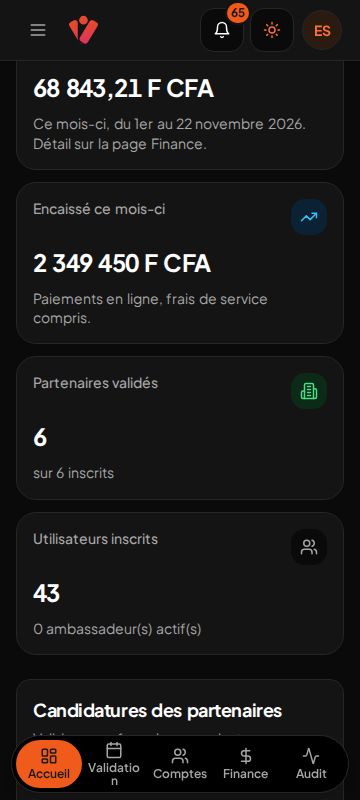 65
ES
68 843,21 F CFA
Ce mois-ci, du 1er au 22 novembre 2026.
Détail sur la page Finance.
Encaissé ce mois-ci
2 349 450 F CFA
Paiements en ligne, frais de service
compris.
Partenaires validés
6
sur 6 inscrits
Utilisateurs inscrits
43
0 ambassadeur(s) actif(s)
Candidatures des partenaires
Accueil
Validatio
n
Comptes
Finance
Audit